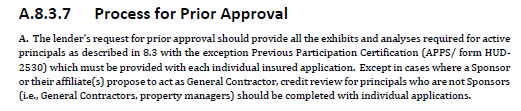 A.8.3.7 Process for Prior Approval
A. The lender's request for prior approval should provide all the exhibits and analyses required for active
principals as described in 8.3 with the exception Previous Participation Certification (APPS/ form HUD-
2530) which must be provided with each individual insured application. Except in cases where a Sponsor
or their affiliate(s) propose to act as General Contractor, credit review for principals who are not Sponsors
(i.e., General Contractors, property managers) should be completed with individual applications.